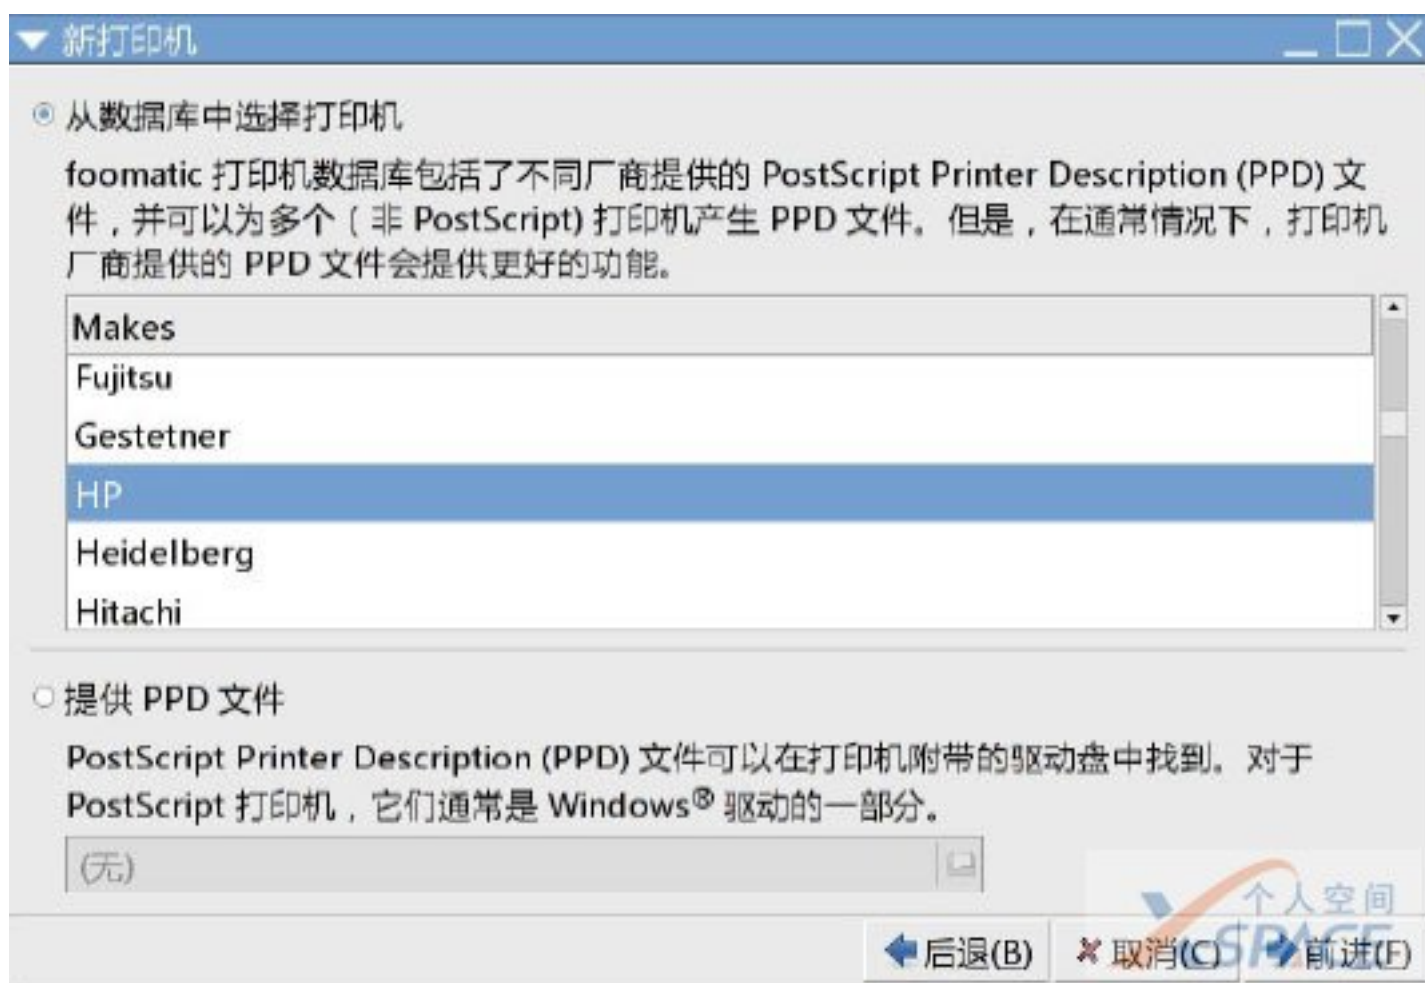 新打印机
从数据库中选择打印机
foomatic 打印机数据库包括了不同厂商提供的 PostScript Printer Description (PPD) 文
件，并可以为多个（非 PostScript) 打印机产生 PPD 文件。但是，在通常情况下，打印机
厂商提供的 PPD 文件会提供更好的功能。
Makes
Fujitsu
Gestetner
HP
Heidelberg
Hitachi
提供 PPD 文件
PostScript Printer Description (PPD) 文件可以在打印机附带的驱动盘中找到。对于
PostScript 打印机，它们通常是 Windows® 驱动的一部分。
(无)
个人空间
SPACE
后退(B) 取消(C) 前进(F)